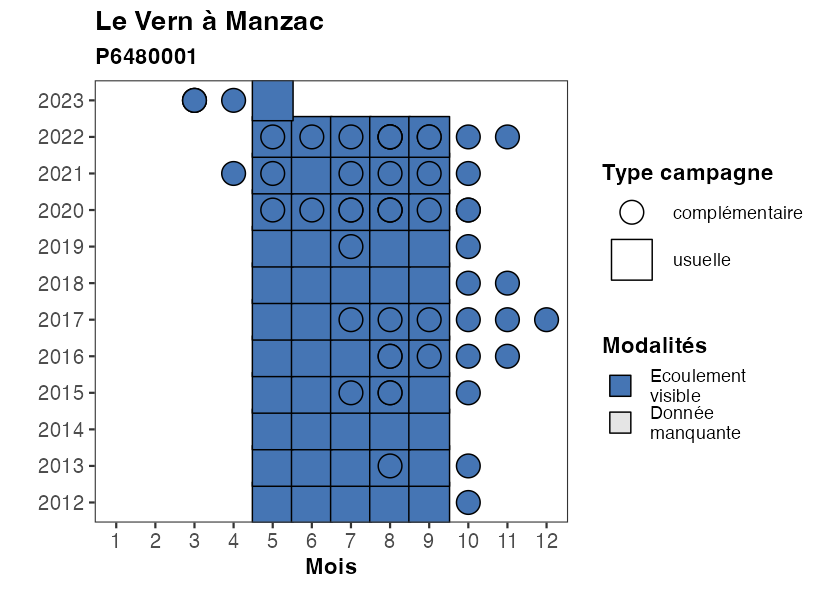 Le Vern à Manzac
P6480001
2023
2022
2021
2020
2019
2018
2017
2016
2015
2014
2013
2012
1 2 3 4 5 6 7 8 9 10 11 12
Mois
Type campagne
complémentaire
usuelle
Modalités
Ecoulement
visible
Donnée
manquante